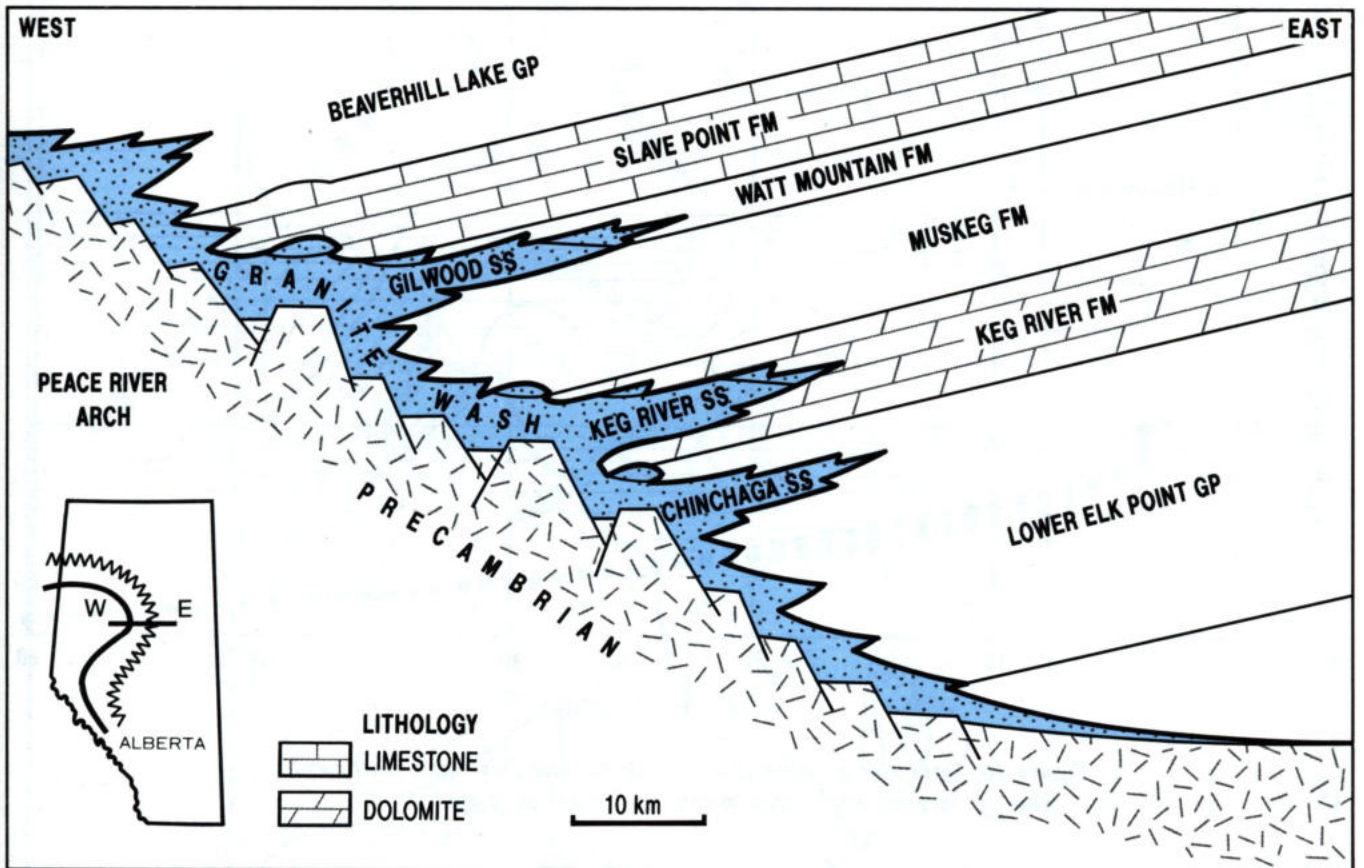 WEST
EAST
BEAVERHILL LAKE GP
SLAVE POINT FM
WATT MOUNTAIN FM
MUSKEG FM
GILWOOD SS
GRANITE WASH
KEG RIVER FM
PEACE RIVER
ARCH
KEG RIVER SS
CHINCHAGA SS
LOWER ELK POINT GP
PRECAMBRIAN
W
E
ALBERTA
LITHOLOGY
LIMESTONE
DOLOMITE
10 km